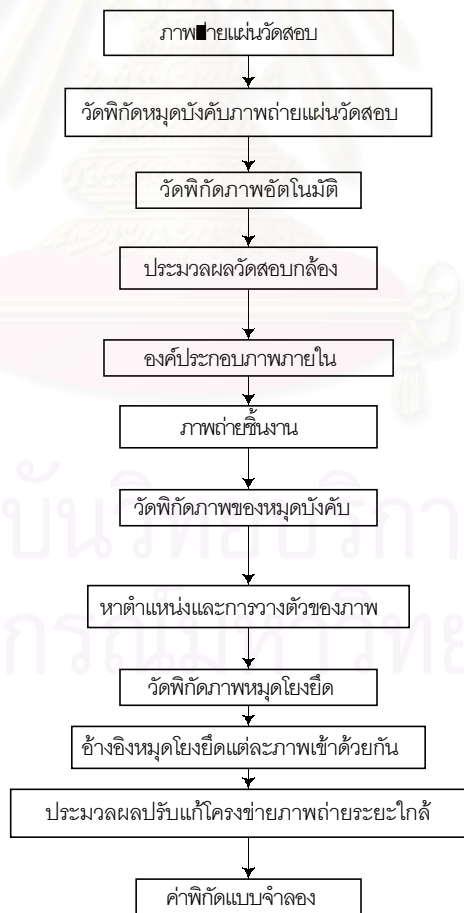 ภาพถ่ายแผ่นวัดสอบ
วัดพิกัดหมุดบังคับภาพถ่ายแผ่นวัดสอบ
วัดพิกัดภาพอัตโนมัติ
ประมวลผลวัดสอบกล้อง
องค์ประกอบภาพภายใน
ภาพถ่ายชิ้นงาน
วัดพิกัดภาพของหมุดบังคับ
หาตำแหน่งและการวางตัวของภาพ
วัดพิกัดภาพหมุดโยงยึด
อ้างอิงหมุดโยงยึดแต่ละภาพเข้าด้วยกัน
ประมวลผลปรับแก้โครงข่ายภาพถ่ายระยะใกล้
ค่าพิกัดแบบจำลอง